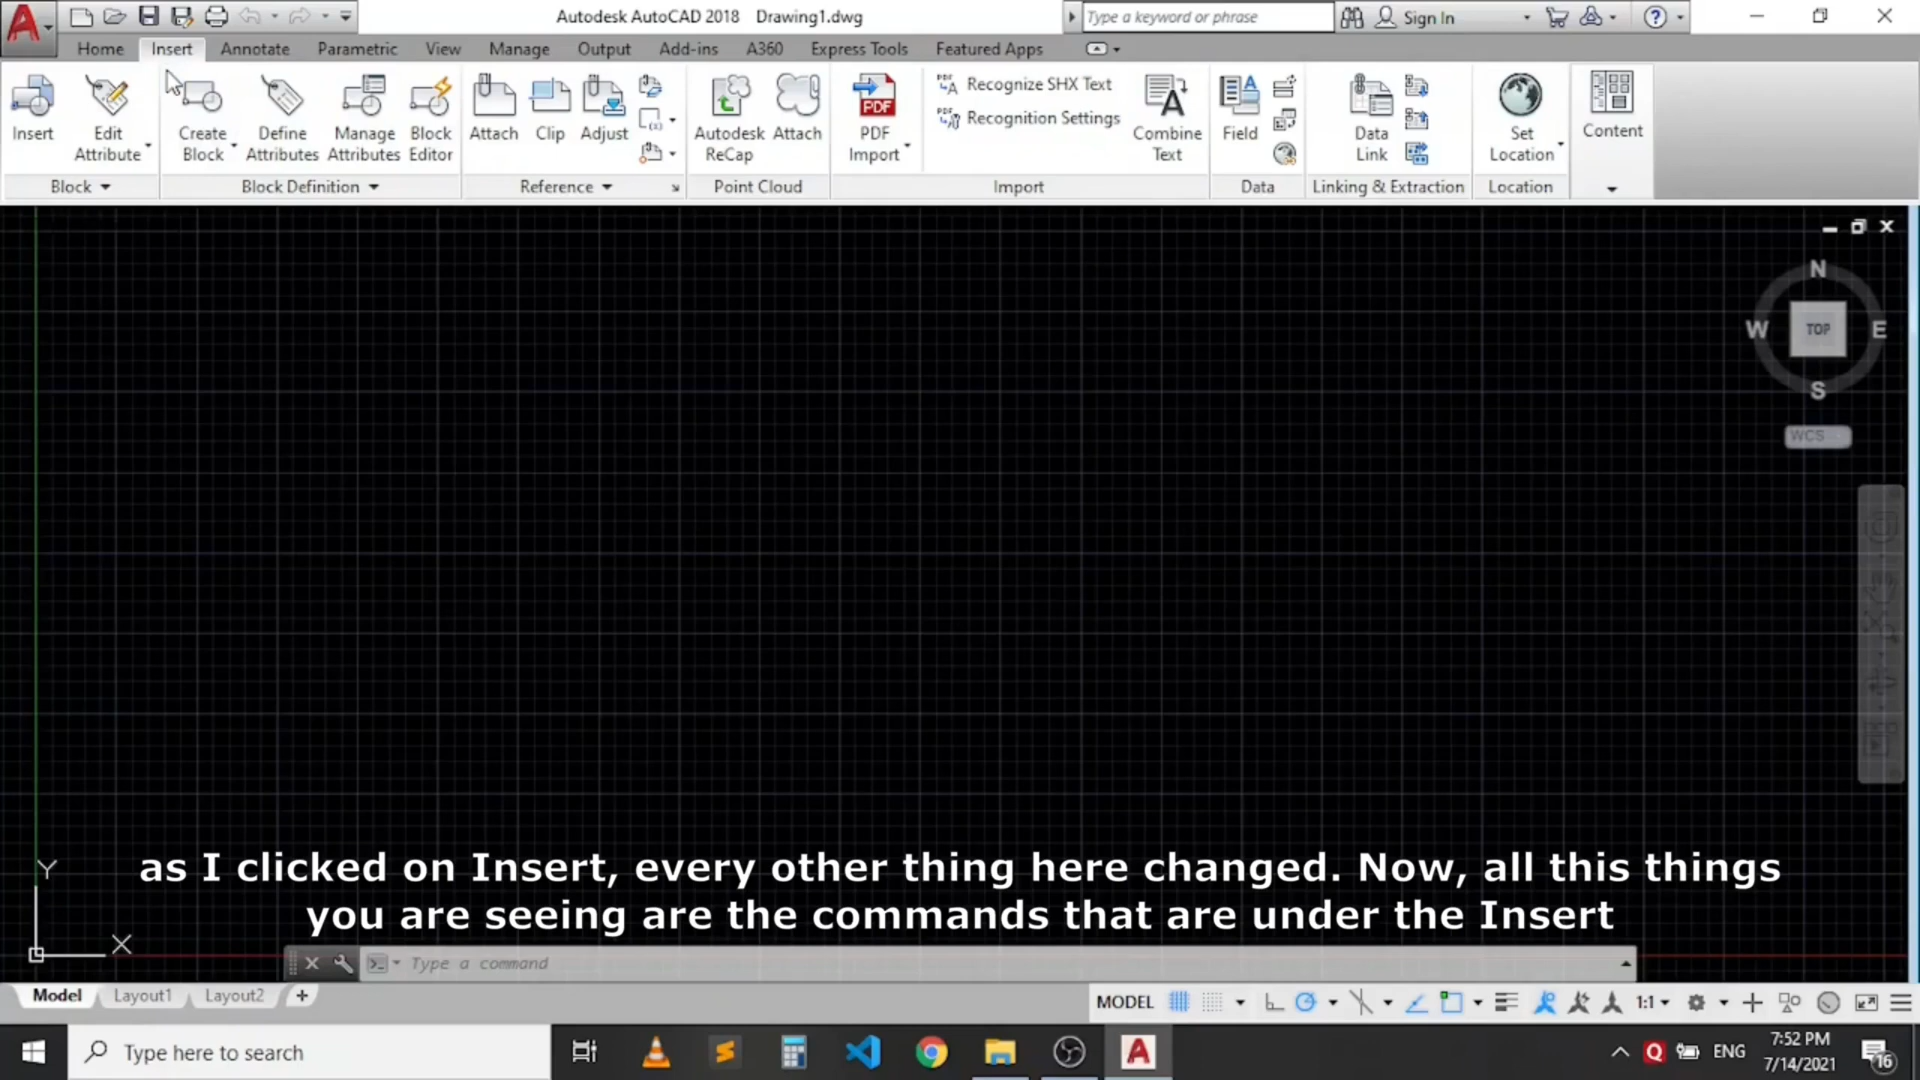 Autodesk AutoCAD 2018 Drawing1.dwg
Type a keyword or phrase
Sign In
Home Insert Annotate Parametric View Manage Output Add-ins A360 Express Tools Featured Apps
Insert
Edit
Attribute
Create
Block
Define
Attributes
Manage
Attributes
Block
Editor
Attach
Clip
Adjust
Autodesk
ReCap
Attach
PDF
PDF
Import
Recognize SHX Text
Recognition Settings
Combine
Text
Field
Data
Link
Set
Location
Content
Block
Block Definition
Reference
Point Cloud
Import
Data
Linking & Extraction
Location
N
W TOP E
S
WCS
Y
X
as I clicked on Insert, every other thing here changed. Now, all this things
you are seeing are the commands that are under the Insert
Type a command
Model Layout1 Layout2
MODEL
1:1
Type here to search
ENG
7:52 PM
7/14/2021
16